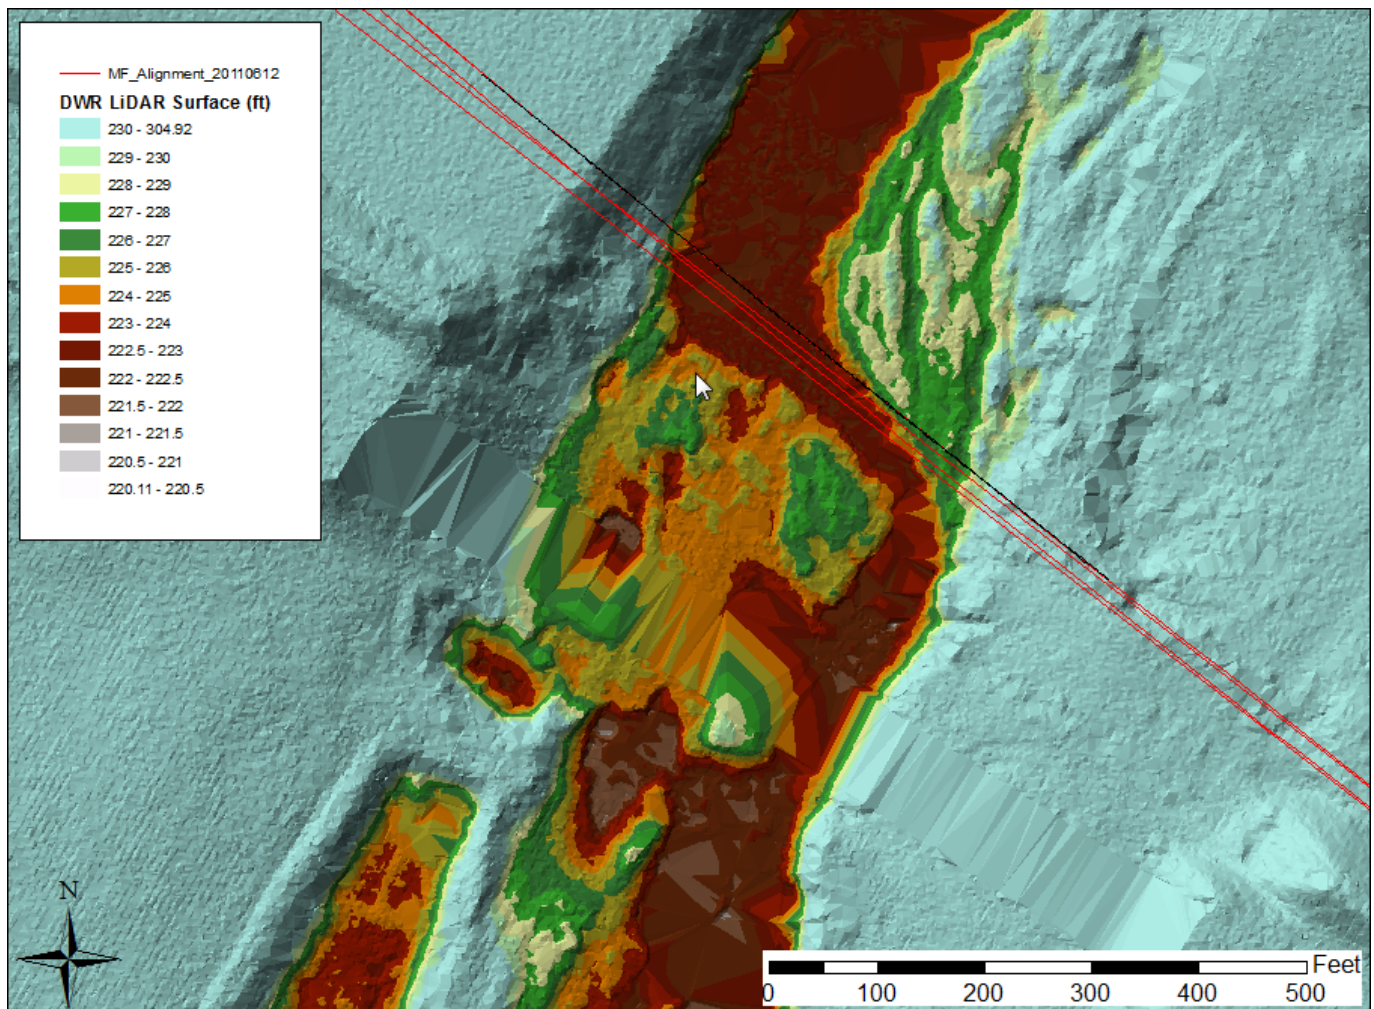 MF_Alignment_20110612
DWR LiDAR Surface (ft)
230 - 304.92
229 - 230
228 - 229
227 - 228
226 - 227
225 - 226
224 - 225
223 - 224
222.5 - 223
222 - 222.5
221.5 - 222
221 - 221.5
220.5 - 221
220.11 - 220.5
N
Feet
0 100 200 300 400 500